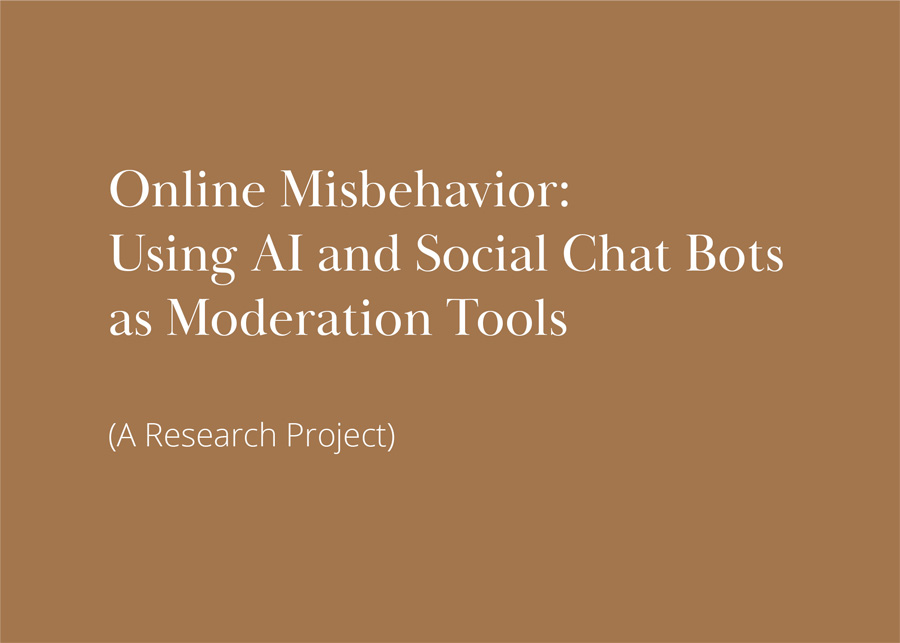 Online Misbehavior:
Using AI and Social Chat Bots
as Moderation Tools
(A Research Project)